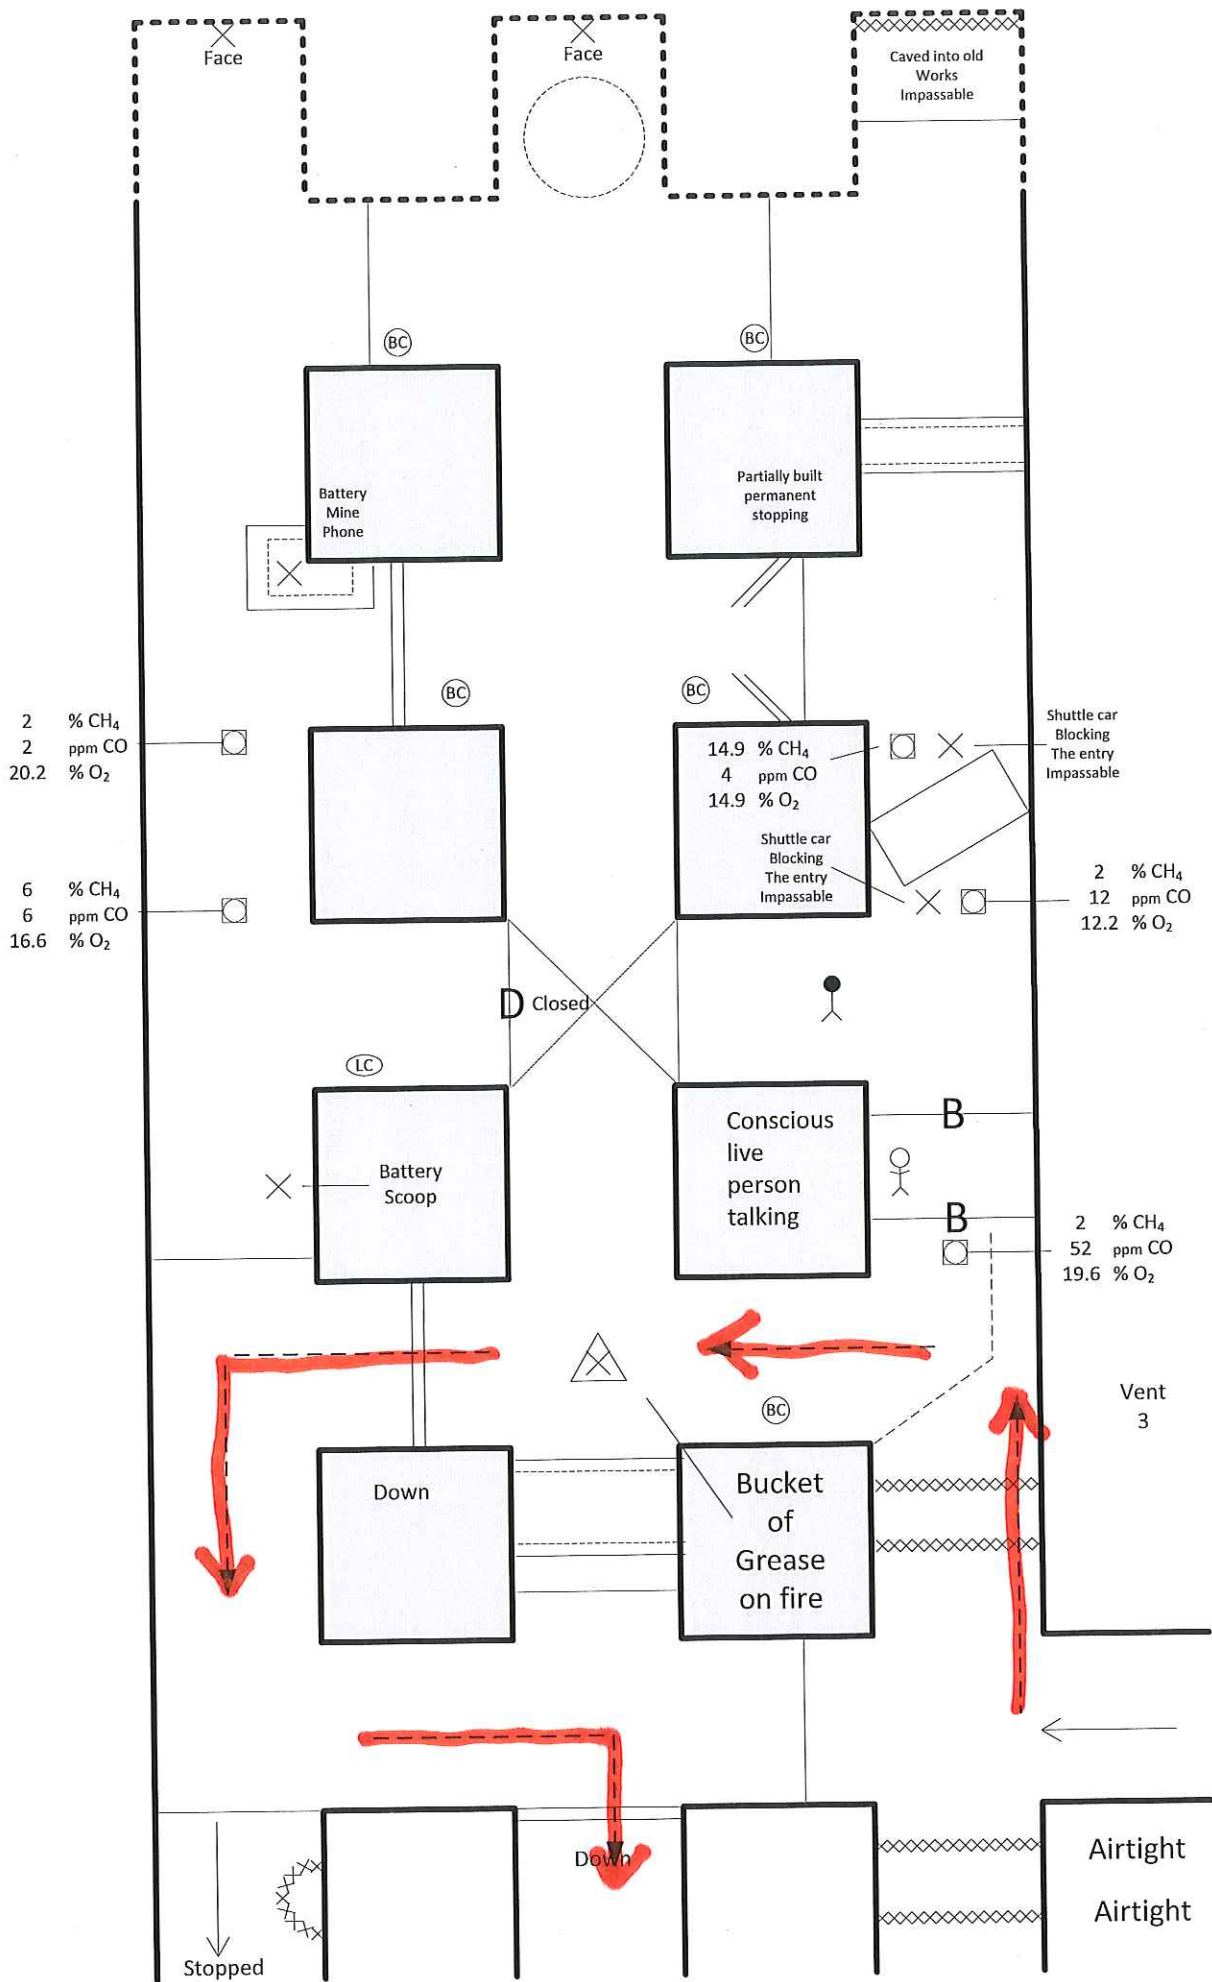 Face
Face
Caved into old
Works
Impassable
BC
BC
Battery
Mine
Phone
Partially built
permanent
stopping
BC
BC
2 % CH₄
2 ppm CO
20.2 % O₂
14.9 % CH₄
4 ppm CO
14.9 % O₂
Shuttle car
Blocking
The entry
Impassable
Shuttle car
Blocking
The entry
Impassable
6 % CH₄
6 ppm CO
16.6 % O₂
2 % CH₄
12 ppm CO
12.2 % O₂
D Closed
LC
Battery
Scoop
Conscious
live
person
talking
B
B
2 % CH₄
52 ppm CO
19.6 % O₂
Vent
3
BC
Down
Bucket
of
Grease
on fire
Down
Airtight
Airtight
Stopped